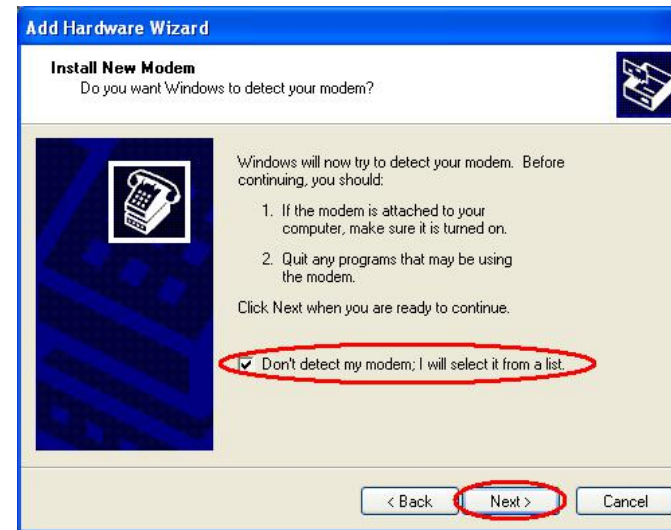 Add Hardware Wizard
Install New Modem
Do you want Windows to detect your modem?
Windows will now try to detect your modem. Before
continuing, you should:
1. If the modem is attached to your
computer, make sure it is turned on.
2. Quit any programs that may be using
the modem.
Click Next when you are ready to continue.
Don't detect my modem; I will select it from a list.
< Back
Next >
Cancel